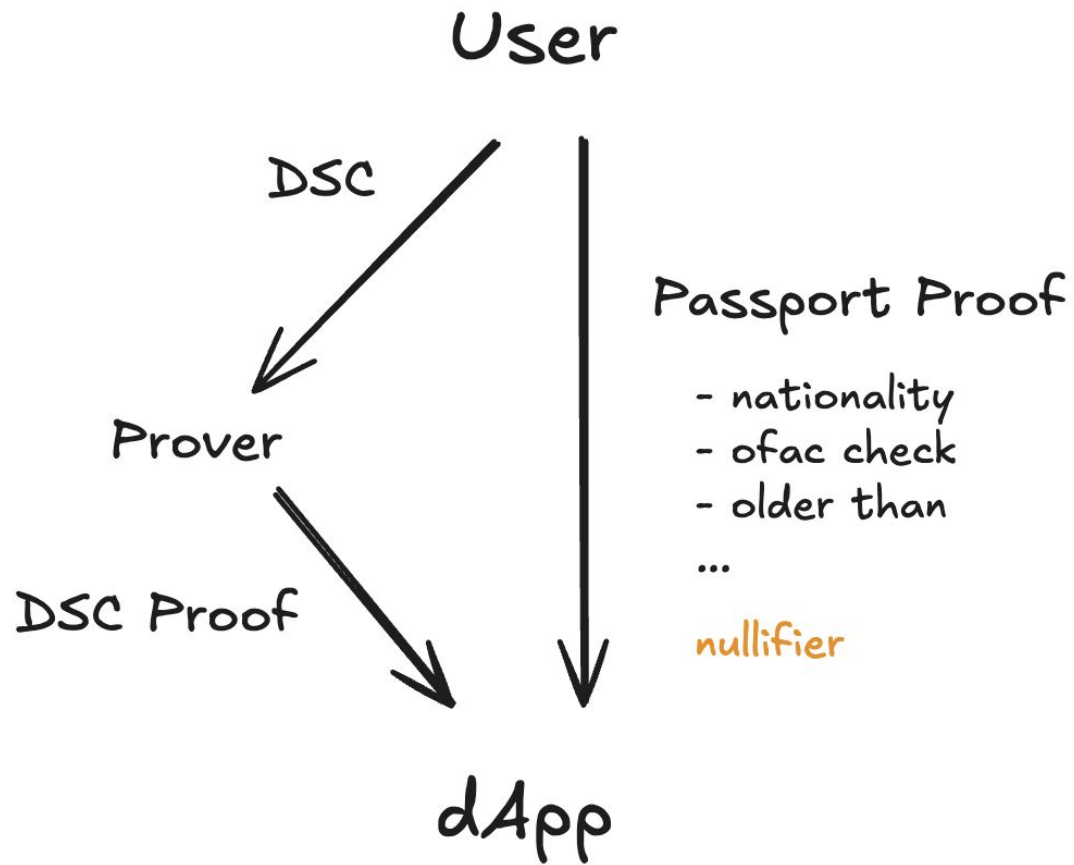 User
DSC
Passport Proof
- nationality
- ofac check
- older than
...
nullifier
Prover
DSC Proof
dApp